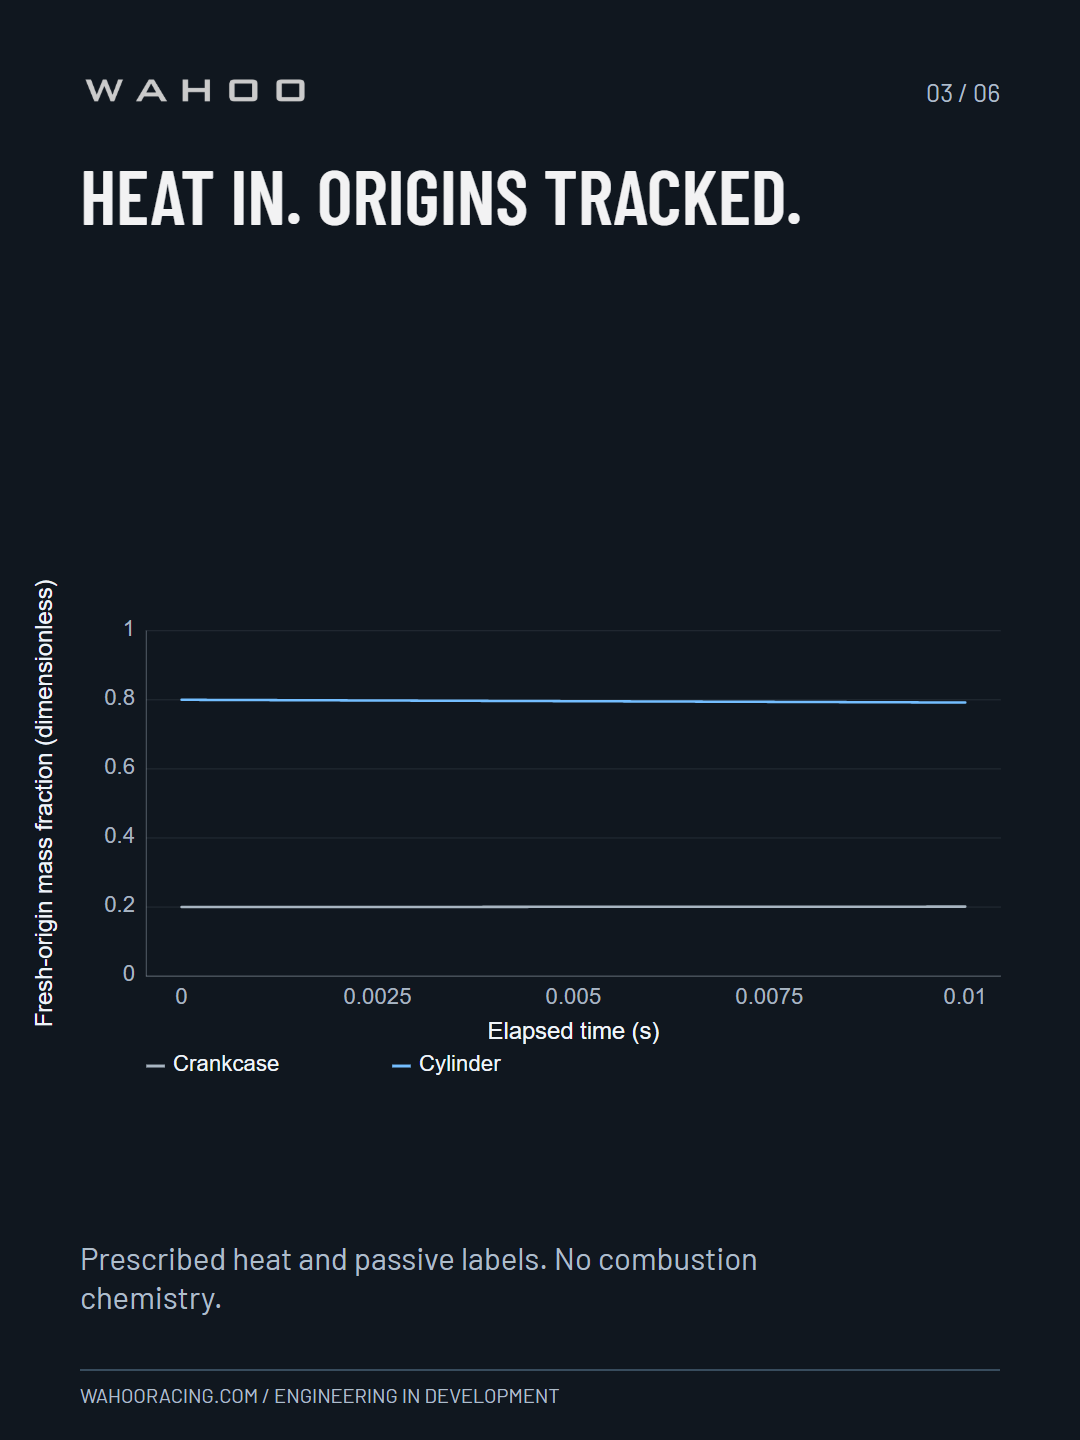 WAHOO
03 / 06
HEAT IN. ORIGINS TRACKED.
Fresh-origin mass fraction (dimensionless)
1
0.8
0.6
0.4
0.2
0
0 0.0025 0.005 0.0075 0.01
Elapsed time (s)
Crankcase Cylinder
Prescribed heat and passive labels. No combustion
chemistry.
WAHOORACING.COM / ENGINEERING IN DEVELOPMENT